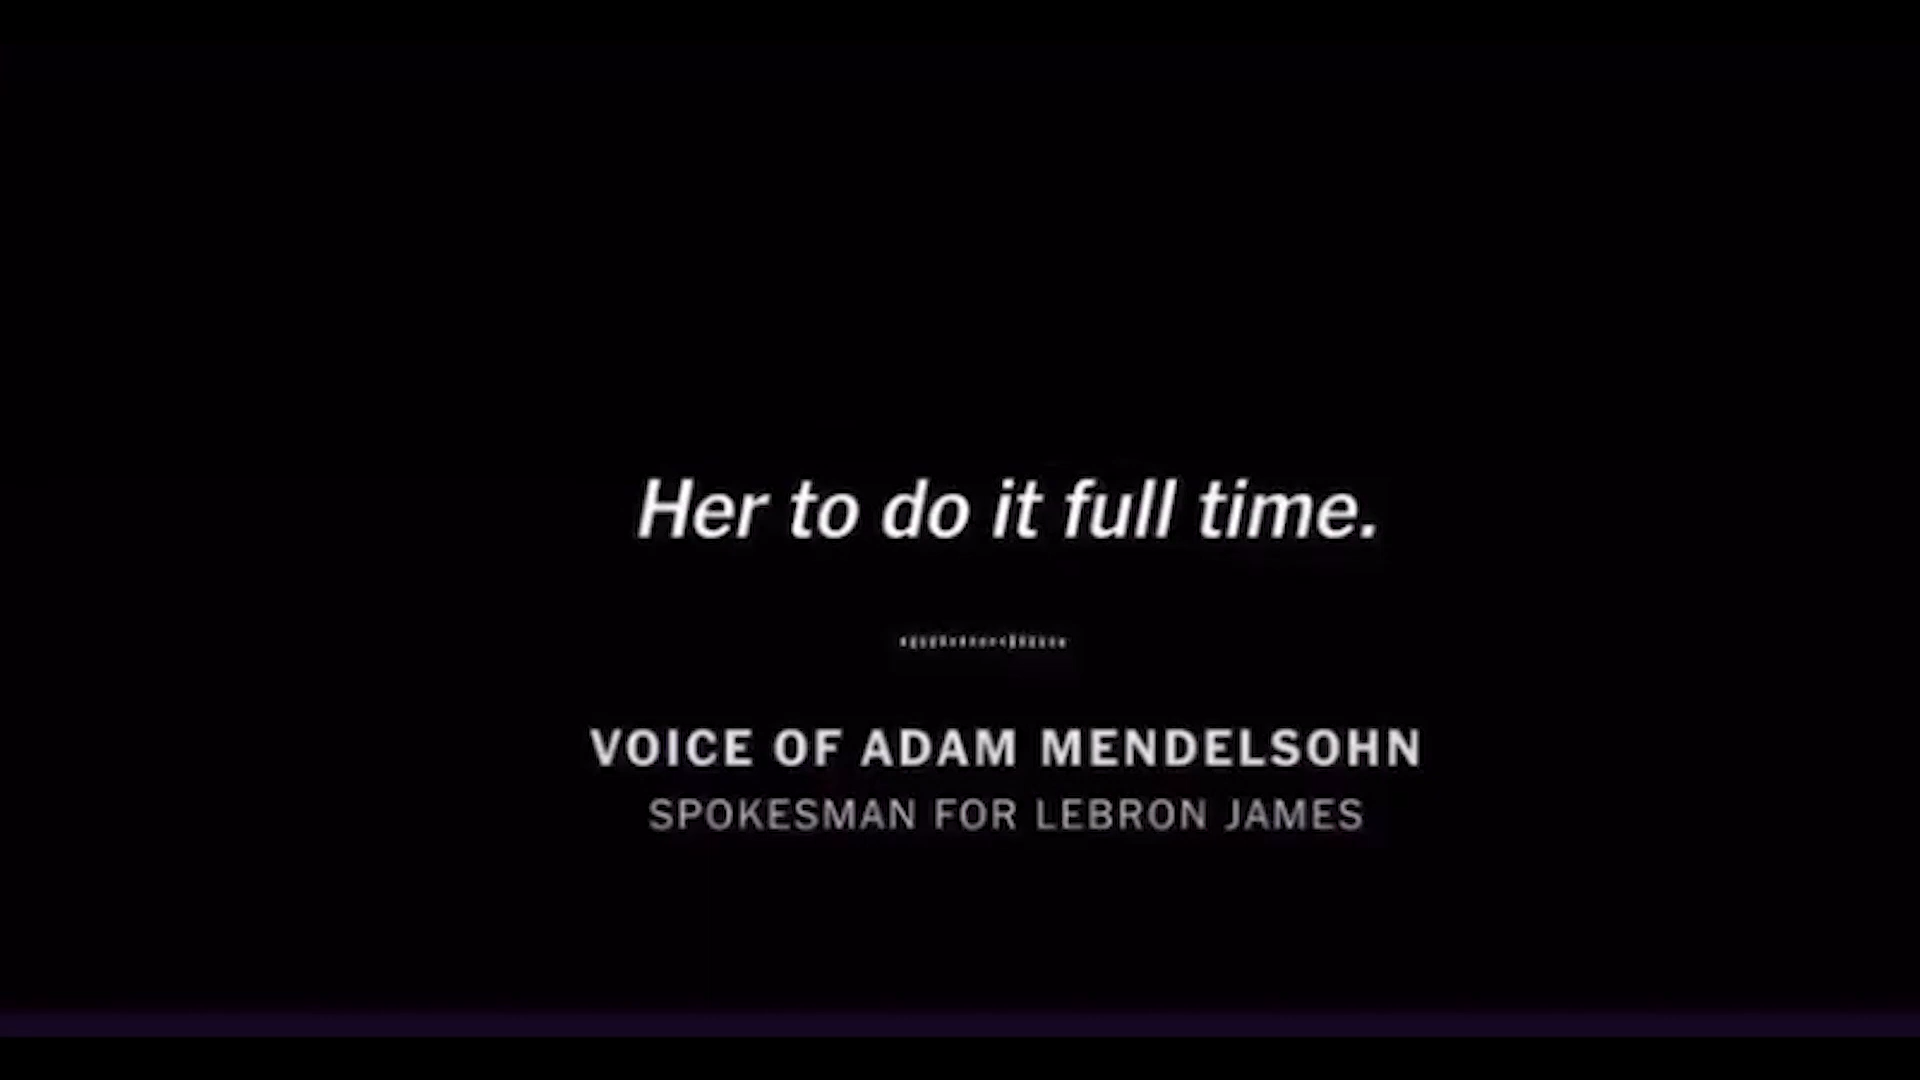 Her to do it full time.
VOICE OF ADAM MENDELSOHN
SPOKESMAN FOR LEBRON JAMES